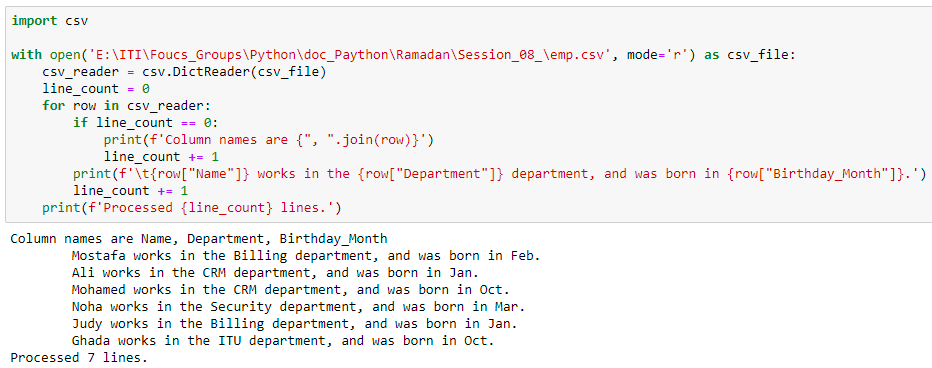 import csv

with open('E:\ITI\Foucs_Groups\Python\doc_Paython\Ramadan\Session_08_\emp.csv', mode='r') as csv_file:
    csv_reader = csv.DictReader(csv_file)
    line_count = 0
    for row in csv_reader:
        if line_count == 0:
            print(f'Column names are {", ".join(row)}')
            line_count += 1
        print(f'\t{row["Name"]} works in the {row["Department"]} department, and was born in {row["Birthday_Month"]}.')
        line_count += 1
    print(f'Processed {line_count} lines.')

Column names are Name, Department, Birthday_Month
        Mostafa works in the Billing department, and was born in Feb.
        Ali works in the CRM department, and was born in Jan.
        Mohamed works in the CRM department, and was born in Oct.
        Noha works in the Security department, and was born in Mar.
        Judy works in the Billing department, and was born in Jan.
        Ghada works in the ITU department, and was born in Oct.
Processed 7 lines.